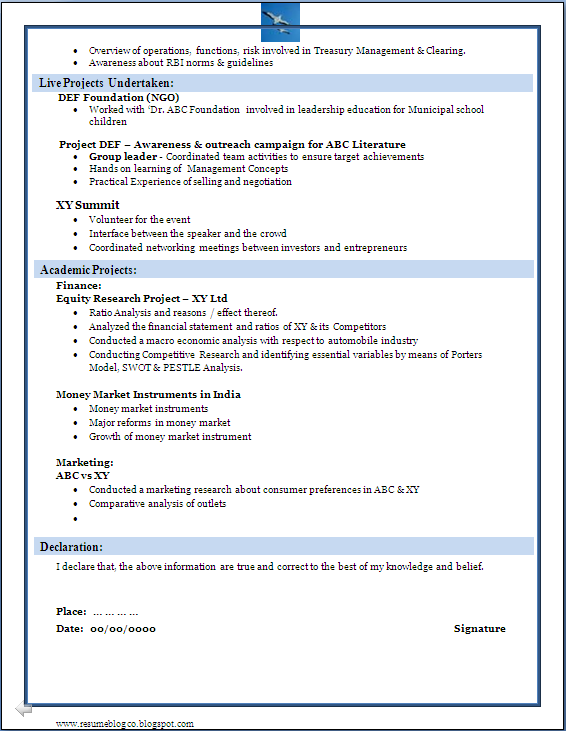 • Overview of operations, functions, risk involved in Treasury Management & Clearing.
• Awareness about RBI norms & guidelines
Live Projects Undertaken:
DEF Foundation (NGO)
• Worked with ‘Dr. ABC Foundation involved in leadership education for Municipal school
children
Project DEF – Awareness & outreach campaign for ABC Literature
• Group leader - Coordinated team activities to ensure target achievements
• Hands on learning of Management Concepts
• Practical Experience of selling and negotiation
XY Summit
• Volunteer for the event
• Interface between the speaker and the crowd
• Coordinated networking meetings between investors and entrepreneurs
Academic Projects:
Finance:
Equity Research Project – XY Ltd
• Ratio Analysis and reasons / effect thereof.
• Analyzed the financial statement and ratios of XY & its Competitors
• Conducted a macro economic analysis with respect to automobile industry
• Conducting Competitive Research and identifying essential variables by means of Porters
Model, SWOT & PESTLE Analysis.
Money Market Instruments in India
• Money market instruments
• Major reforms in money market
• Growth of money market instrument
Marketing:
ABC vs XY
• Conducted a marketing research about consumer preferences in ABC & XY
• Comparative analysis of outlets
•
Declaration:
I declare that, the above information are true and correct to the best of my knowledge and belief.
Place: … … … …
Date: 00/00/0000 Signature
www.resumeblogco.blogspot.com